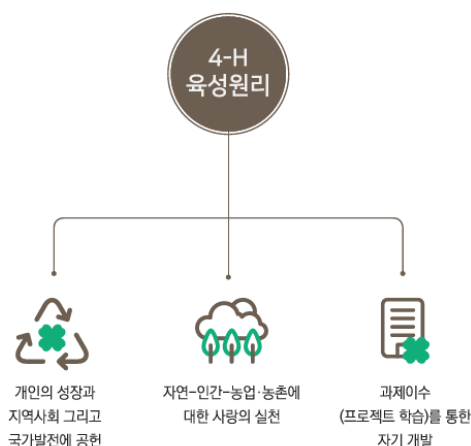 4-H
육성원리
개인의 성장과
지역사회 그리고
국가발전에 공헌
자연-인간-농업·농촌에
대한 사랑의 실천
과제이수
(프로젝트 학습)를 통한
자기 개발